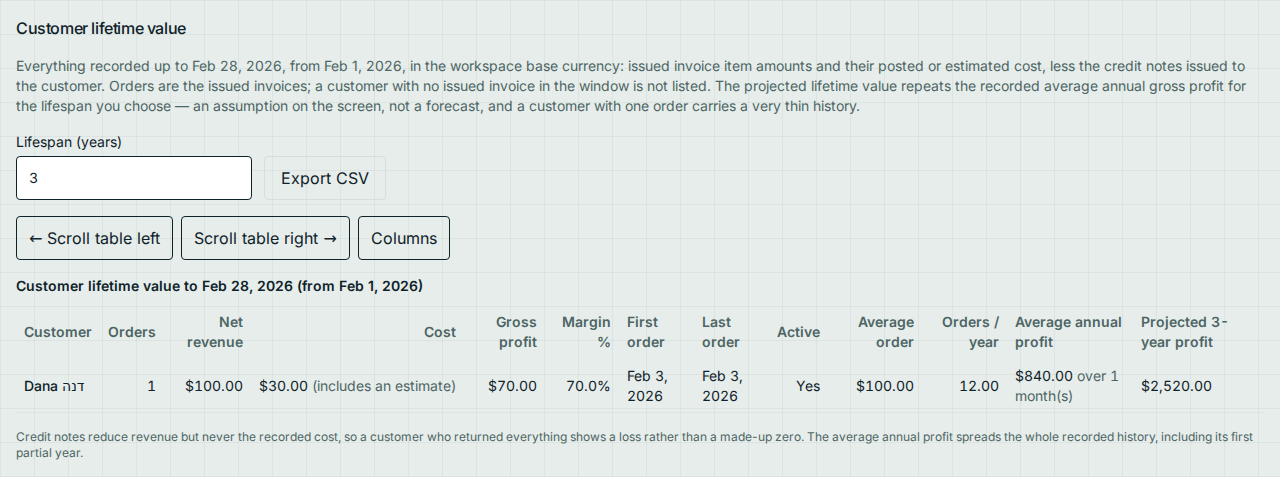 Customer lifetime value
Everything recorded up to Feb 28, 2026, from Feb 1, 2026, in the workspace base currency: issued invoice item amounts and their posted or estimated cost, less the credit notes issued to
the customer. Orders are the issued invoices; a customer with no issued invoice in the window is not listed. The projected lifetime value repeats the recorded average annual gross profit for
the lifespan you choose — an assumption on the screen, not a forecast, and a customer with one order carries a very thin history.
Lifespan (years)
3 Export CSV
← Scroll table left Scroll table right → Columns
Customer lifetime value to Feb 28, 2026 (from Feb 1, 2026)
Customer Orders Net revenue Cost Gross profit Margin % First order Last order Active Average order Orders / year Average annual profit Projected 3-year profit
Dana דנה 1 $100.00 $30.00 (includes an estimate) $70.00 70.0% Feb 3, 2026 Feb 3, 2026 Yes $100.00 12.00 $840.00 over 1 month(s) $2,520.00
Credit notes reduce revenue but never the recorded cost, so a customer who returned everything shows a loss rather than a made-up zero. The average annual profit spreads the whole recorded history, including its first
partial year.